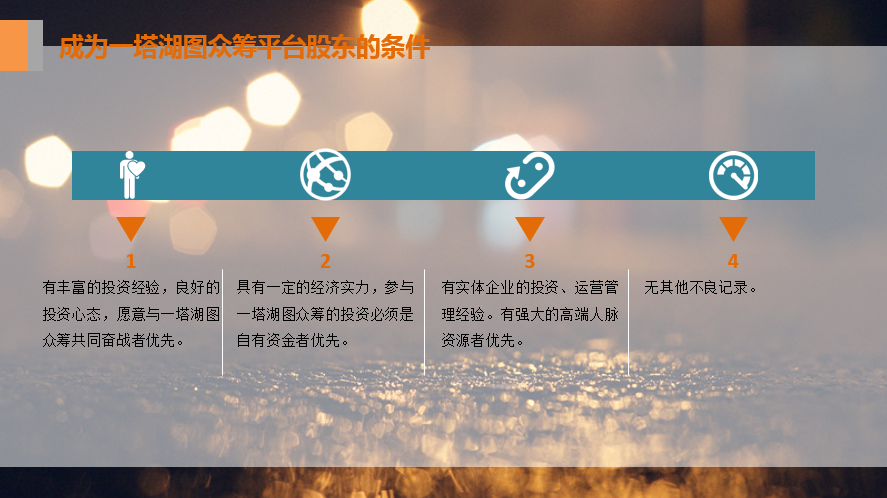 成为一塔湖图众筹平台股东的条件
1
有丰富的投资经验，良好的
投资心态，愿意与一塔湖图
众筹共同奋战者优先。
2
具有一定的经济实力，参与
一塔湖图众筹的投资必须是
自有资金者优先。
3
有实体企业的投资、运营管
理经验。有强大的高端人脉
资源者优先。
4
无其他不良记录。